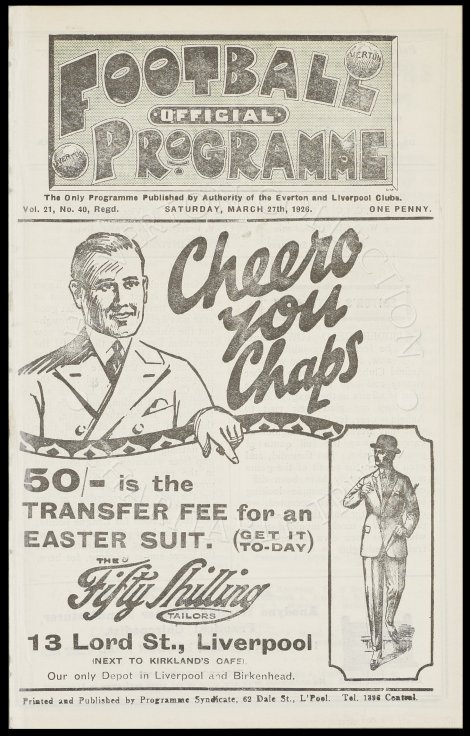 FOOTBALL
EVERTON
OFFICIAL
PROGRAMME
The Only Programme Published by Authority of the Everton and Liverpool Clubs.
Vol. 21, No. 40, Regd. SATURDAY, MARCH 27th, 1926. ONE PENNY.
Cheero
you
Chaps
50/- is the
TRANSFER FEE for an
EASTER SUIT. (GET IT TO-DAY)
THE
Fifty Shilling
TAILORS
13 Lord St., Liverpool
(NEXT TO KIRKLAND'S CAFE).
Our only Depot in Liverpool and Birkenhead.
Printed and Published by Programme Syndicate, 62 Dale St., L'Pool. Tel. 1396 Central.